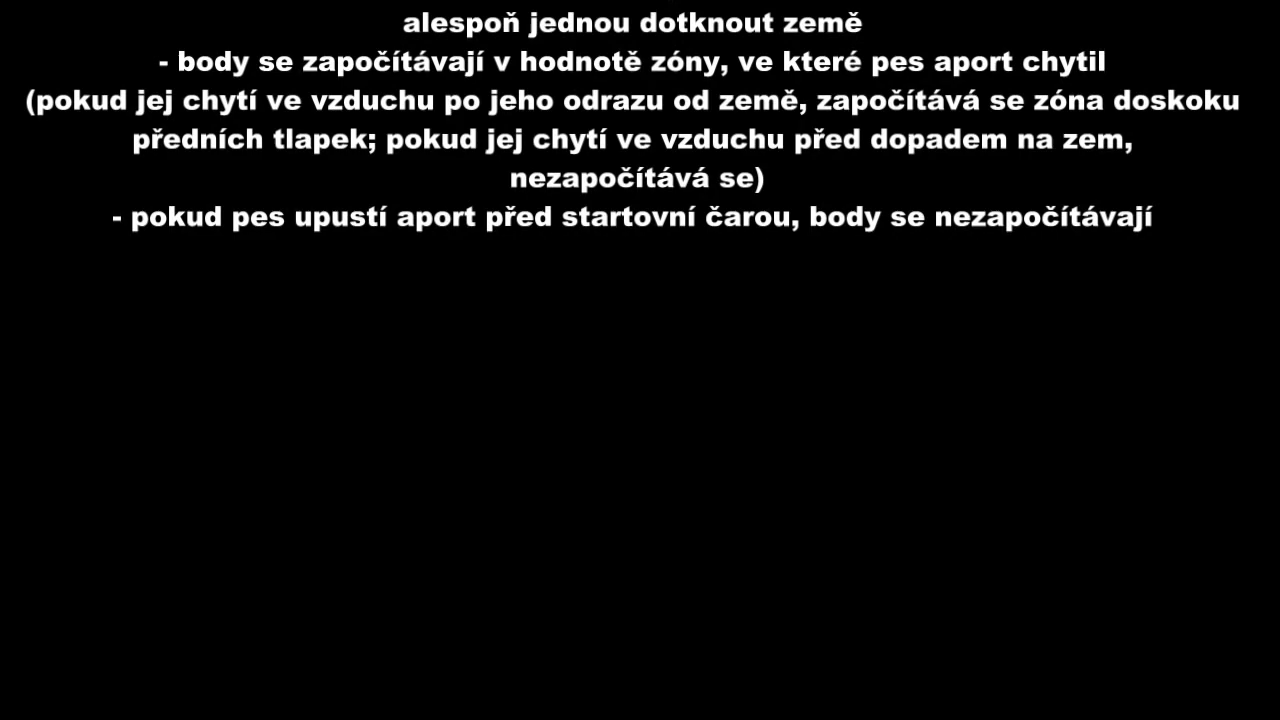 alespoň jednou dotknout země
- body se započítávají v hodnotě zóny, ve které pes aport chytil
(pokud jej chytí ve vzduchu po jeho odrazu od země, započítává se zóna doskoku
předních tlapek; pokud jej chytí ve vzduchu před dopadem na zem,
nezapočítává se)
- pokud pes upustí aport před startovní čarou, body se nezapočítávají